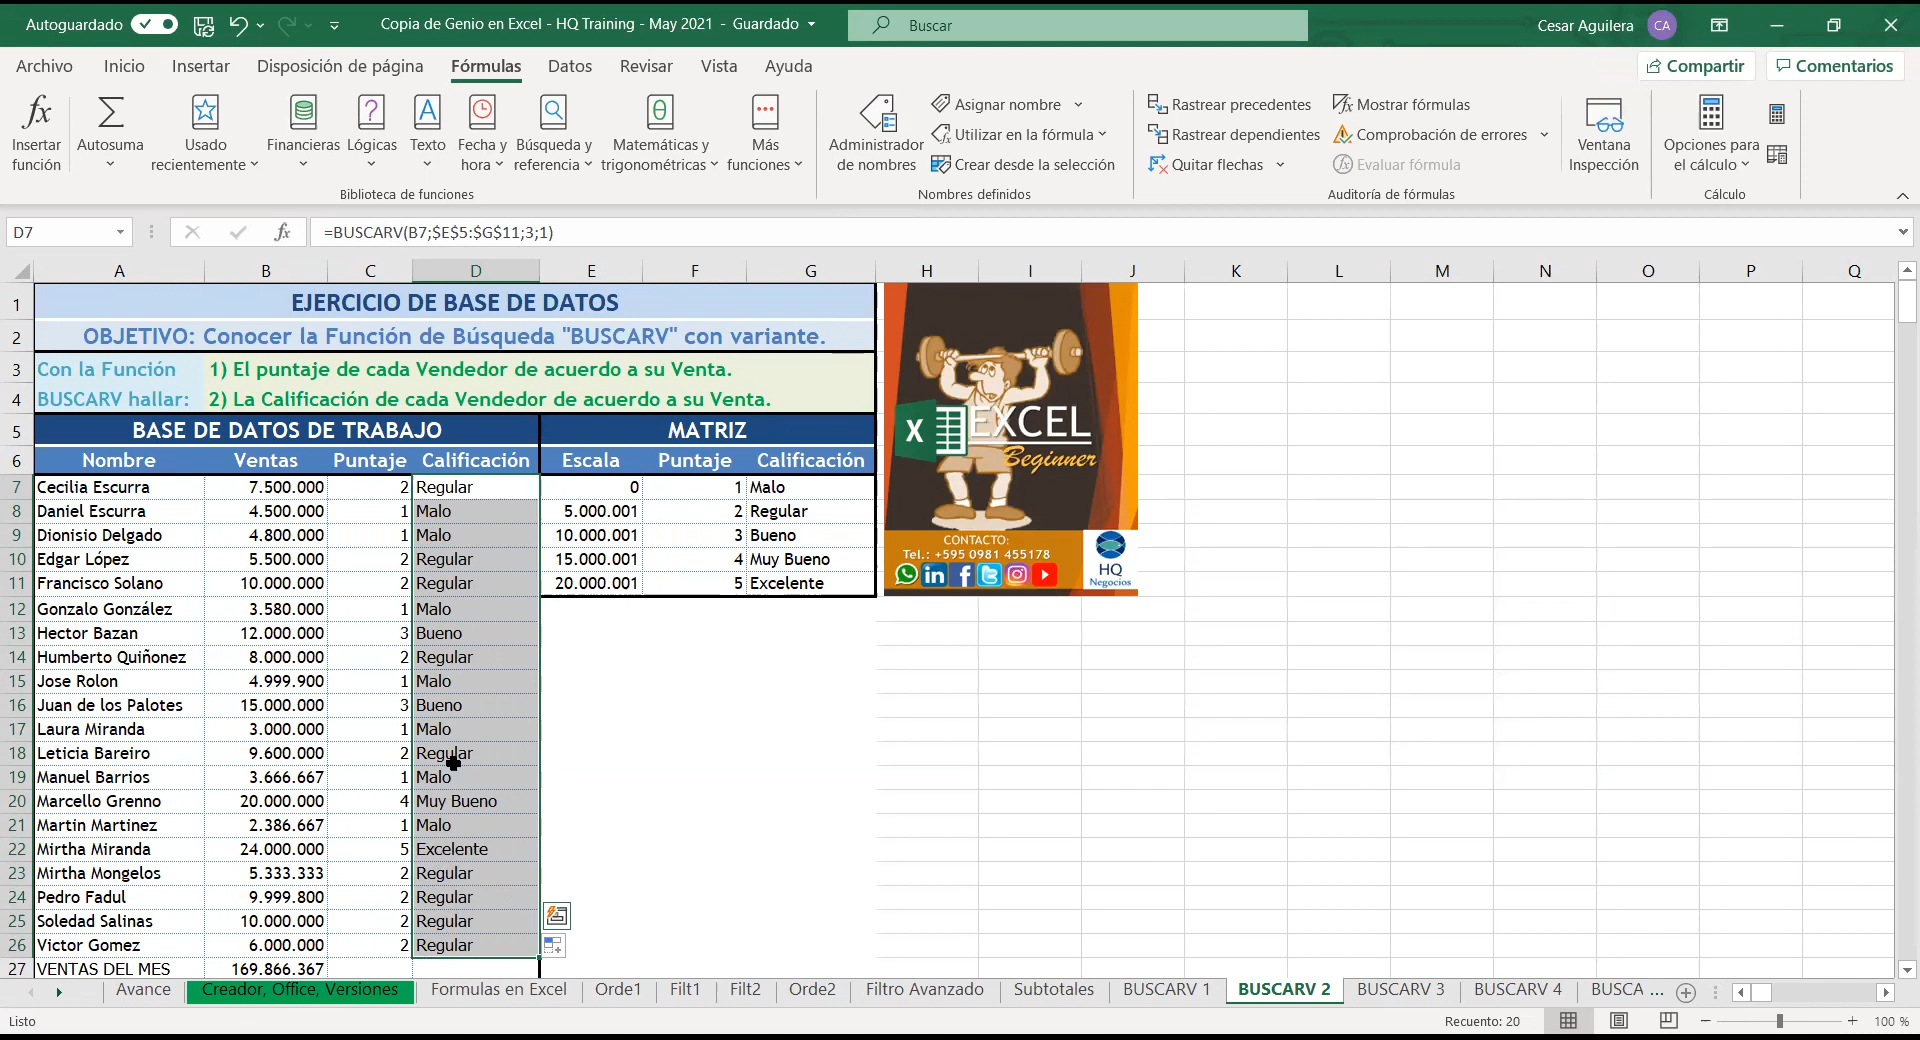 Autoguardado
Copia de Genio en Excel - HQ Training - May 2021 - Guardado
Buscar
Cesar Aguilera
CA
Archivo Inicio Insertar Disposición de página Fórmulas Datos Revisar Vista Ayuda
Compartir
Comentarios
Insertar función
Autosuma
Usado recientemente
Financieras
Lógicas
Texto
Fecha y hora
Búsqueda y referencia
Matemáticas y trigonométricas
Más funciones
Biblioteca de funciones
Administrador de nombres
Asignar nombre
Utilizar en la fórmula
Crear desde la selección
Nombres definidos
Rastrear precedentes
Rastrear dependientes
Quitar flechas
Mostrar fórmulas
Comprobación de errores
Evaluar fórmula
Auditoría de fórmulas
Ventana Inspección
Opciones para el cálculo
Cálculo
D7
fx
=BUSCARV(B7;$E$5:$G$11;3;1)
A B C D E F G H I J K L M N O P Q
1 EJERCICIO DE BASE DE DATOS
2 OBJETIVO: Conocer la Función de Búsqueda "BUSCARV" con variante.
3 Con la Función 1) El puntaje de cada Vendedor de acuerdo a su Venta.
4 BUSCARV hallar: 2) La Calificación de cada Vendedor de acuerdo a su Venta.
5 BASE DE DATOS DE TRABAJO MATRIZ
6 Nombre Ventas Puntaje Calificación Escala Puntaje Calificación
7 Cecilia Escurra 7.500.000 2 Regular 0 1 Malo
8 Daniel Escurra 4.500.000 1 Malo 5.000.001 2 Regular
9 Dionisio Delgado 4.800.000 1 Malo 10.000.001 3 Bueno
10 Edgar López 5.500.000 2 Regular 15.000.001 4 Muy Bueno
11 Francisco Solano 10.000.000 2 Regular 20.000.001 5 Excelente
12 Gonzalo González 3.580.000 1 Malo
13 Hector Bazan 12.000.000 3 Bueno
14 Humberto Quiñonez 8.000.000 2 Regular
15 Jose Rolon 4.999.900 1 Malo
16 Juan de los Palotes 15.000.000 3 Bueno
17 Laura Miranda 3.000.000 1 Malo
18 Leticia Bareiro 9.600.000 2 Regular
19 Manuel Barrios 3.666.667 1 Malo
20 Marcello Grenno 20.000.000 4 Muy Bueno
21 Martin Martinez 2.386.667 1 Malo
22 Mirtha Miranda 24.000.000 5 Excelente
23 Mirtha Mongelos 5.333.333 2 Regular
24 Pedro Fadul 9.999.800 2 Regular
25 Soledad Salinas 10.000.000 2 Regular
26 Victor Gomez 6.000.000 2 Regular
27 VENTAS DEL MES 169.866.367
X EXCEL
Beginner
CONTACTO:
Tel.: +595 0981 455178
HQ
Negocios
Avance Creador, Office, Versiones Formulas en Excel Orde1 Filt1 Filt2 Orde2 Filtro Avanzado Subtotales BUSCARV 1 BUSCARV 2 BUSCARV 3 BUSCARV 4 BUSCA ...
Listo
Recuento: 20
100 %